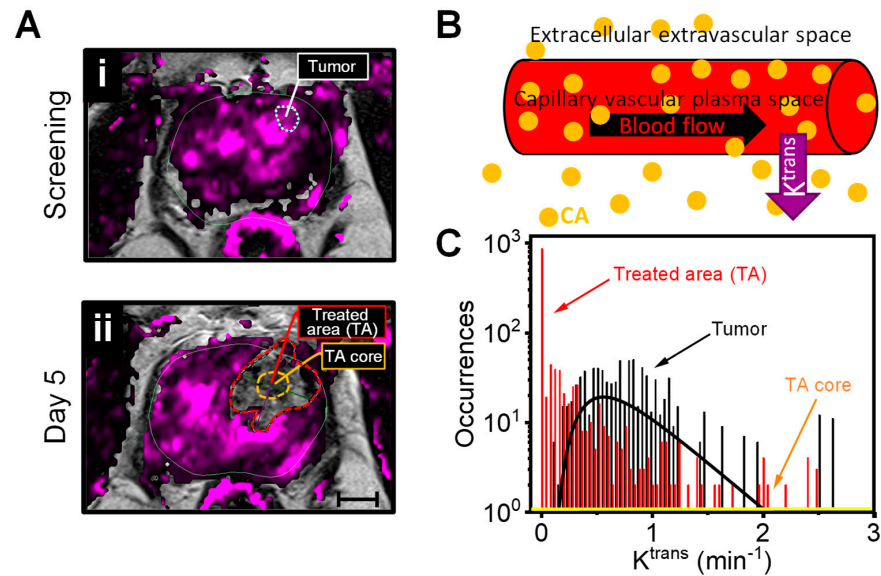 A
Screening
i
Tumor
Day 5
ii
Treated
area (TA)
TA core
B
Extracellular extravascular space
Capillary vascular plasma space
Blood flow
Ktrans
CA
C
Occurrences
10³
10²
10¹
10⁰
Treated area (TA)
Tumor
TA core
0 1 2 3
Ktrans (min⁻¹)